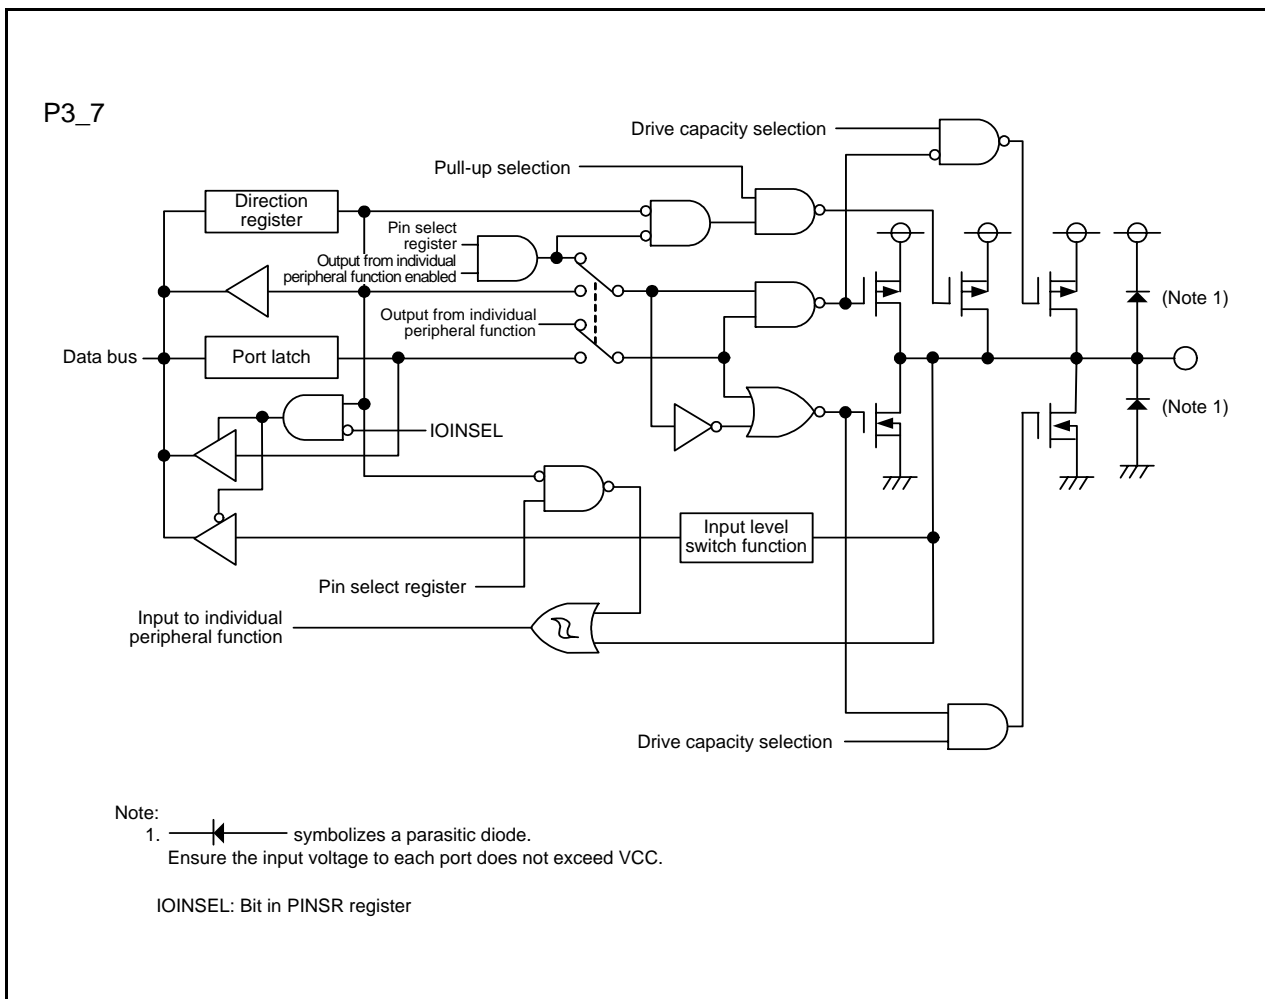 P3_7
Drive capacity selection
Pull-up selection
Direction
register
Pin select
register
Output from individual
peripheral function enabled
(Note 1)
Output from individual
peripheral function
Data bus
Port latch
(Note 1)
IOINSEL
Input level
switch function
Pin select register
Input to individual
peripheral function
Drive capacity selection
Note:
1. symbolizes a parasitic diode.
Ensure the input voltage to each port does not exceed VCC.
IOINSEL: Bit in PINSR register